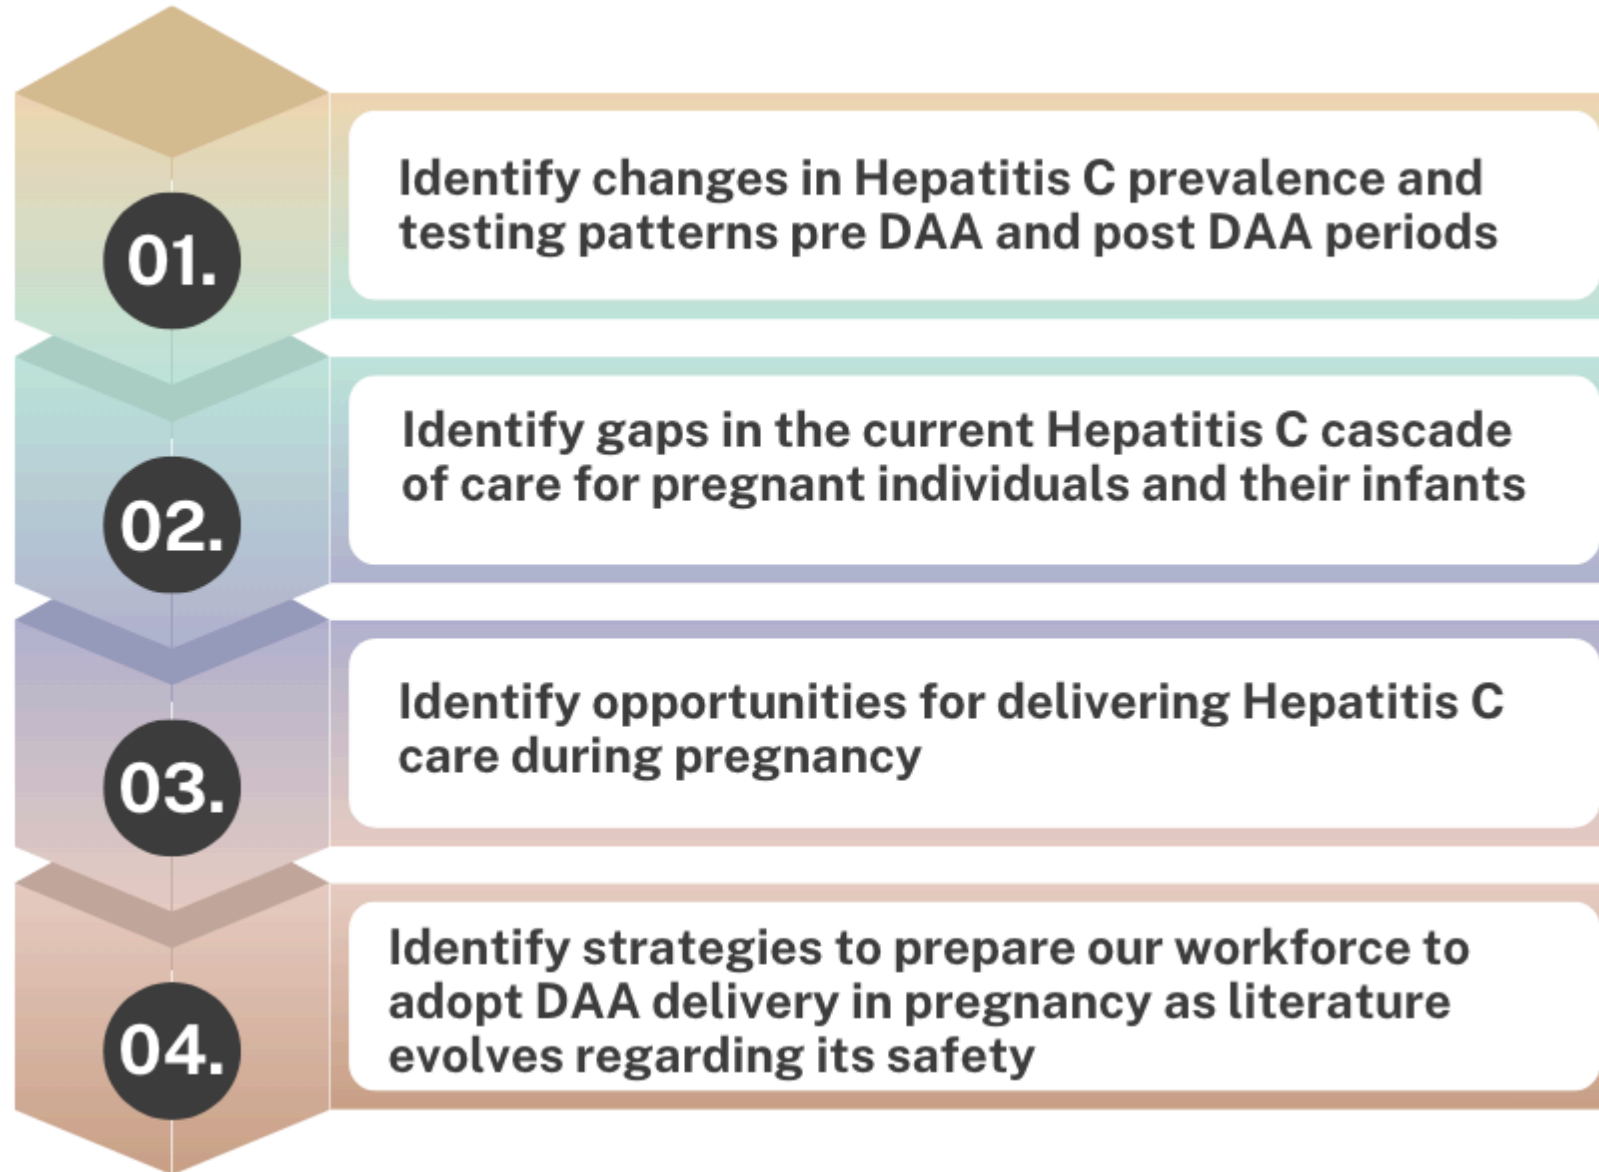 01.
Identify changes in Hepatitis C prevalence and
testing patterns pre DAA and post DAA periods
02.
Identify gaps in the current Hepatitis C cascade
of care for pregnant individuals and their infants
03.
Identify opportunities for delivering Hepatitis C
care during pregnancy
04.
Identify strategies to prepare our workforce to
adopt DAA delivery in pregnancy as literature
evolves regarding its safety